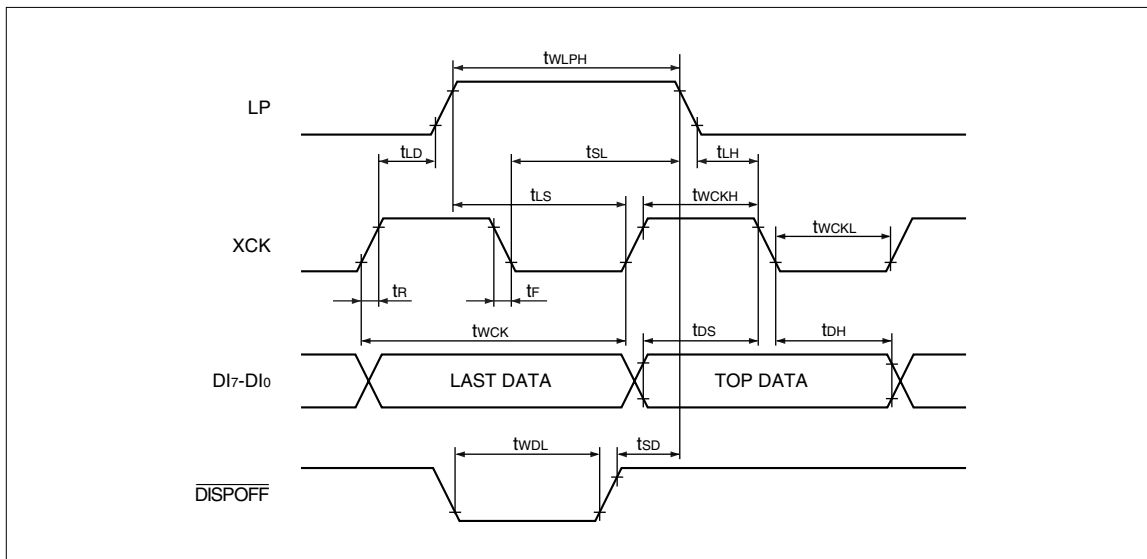 tWLPH
LP
tLD
tSL
tLH
tLS
tWCKH
XCK
tWCKL
tR
tF
tWCK
tDS
tDH
DI7-DI0
LAST DATA
TOP DATA
tWDL
tSD
DISPOFF